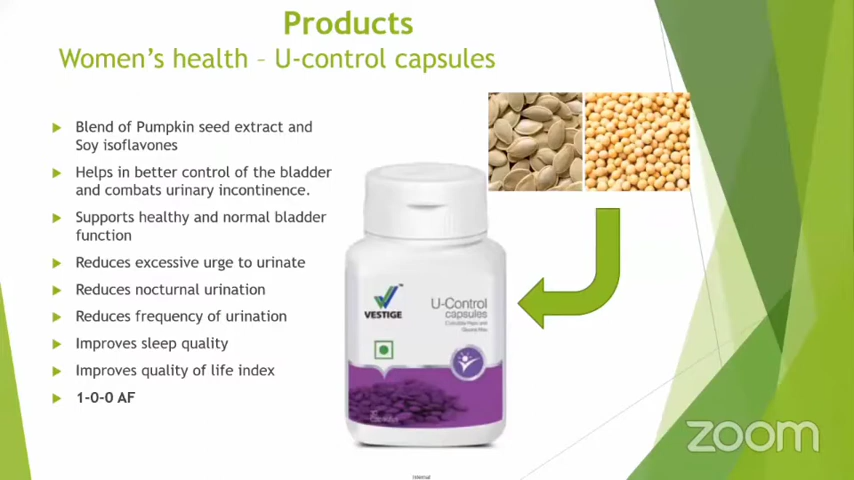 Products
Women's health – U-control capsules
Blend of Pumpkin seed extract and
Soy isoflavones
Helps in better control of the bladder
and combats urinary incontinence.
Supports healthy and normal bladder
function
Reduces excessive urge to urinate
Reduces nocturnal urination
Reduces frequency of urination
Improves sleep quality
Improves quality of life index
1-0-0 AF
VESTIGE
U-Control
capsules
zoom